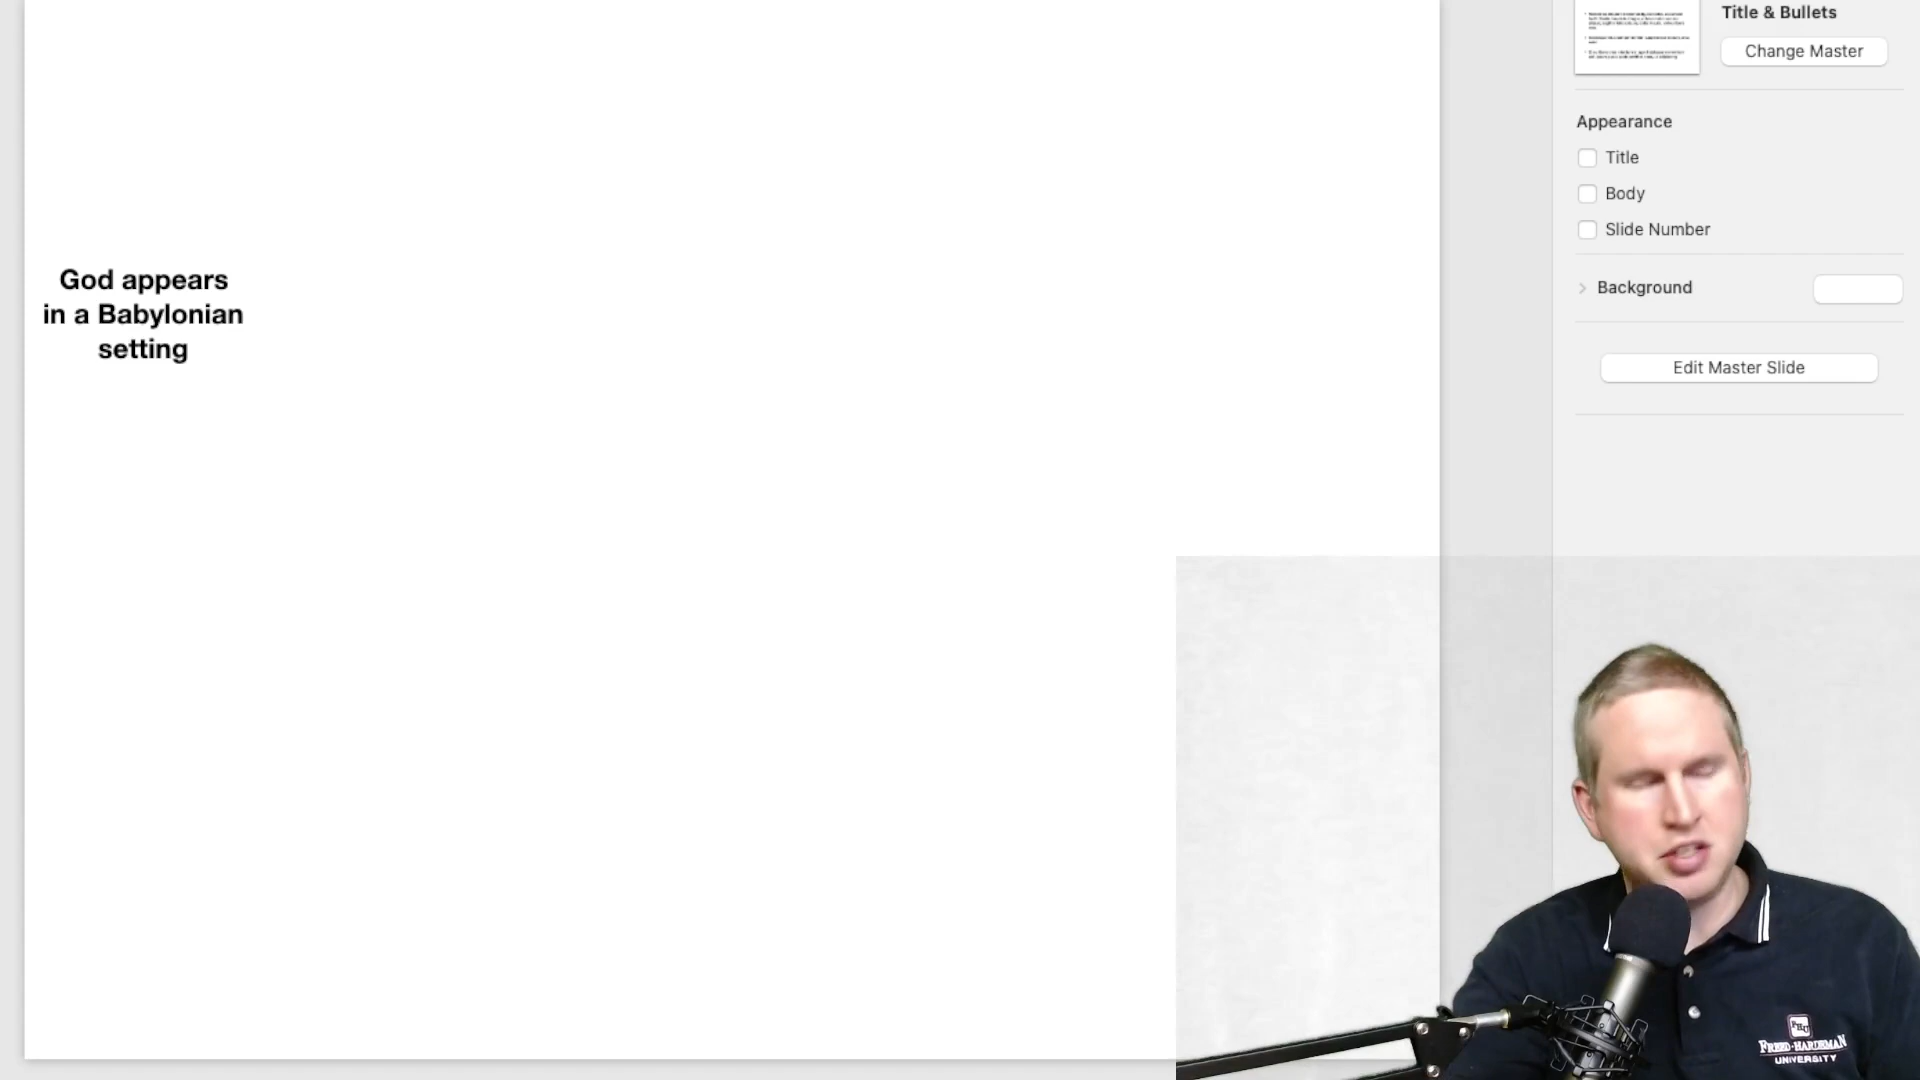 God appears
in a Babylonian
setting
Title & Bullets
Change Master
Appearance
Title
Body
Slide Number
Background
Edit Master Slide
FHU
FREED-HARDEMAN
UNIVERSITY